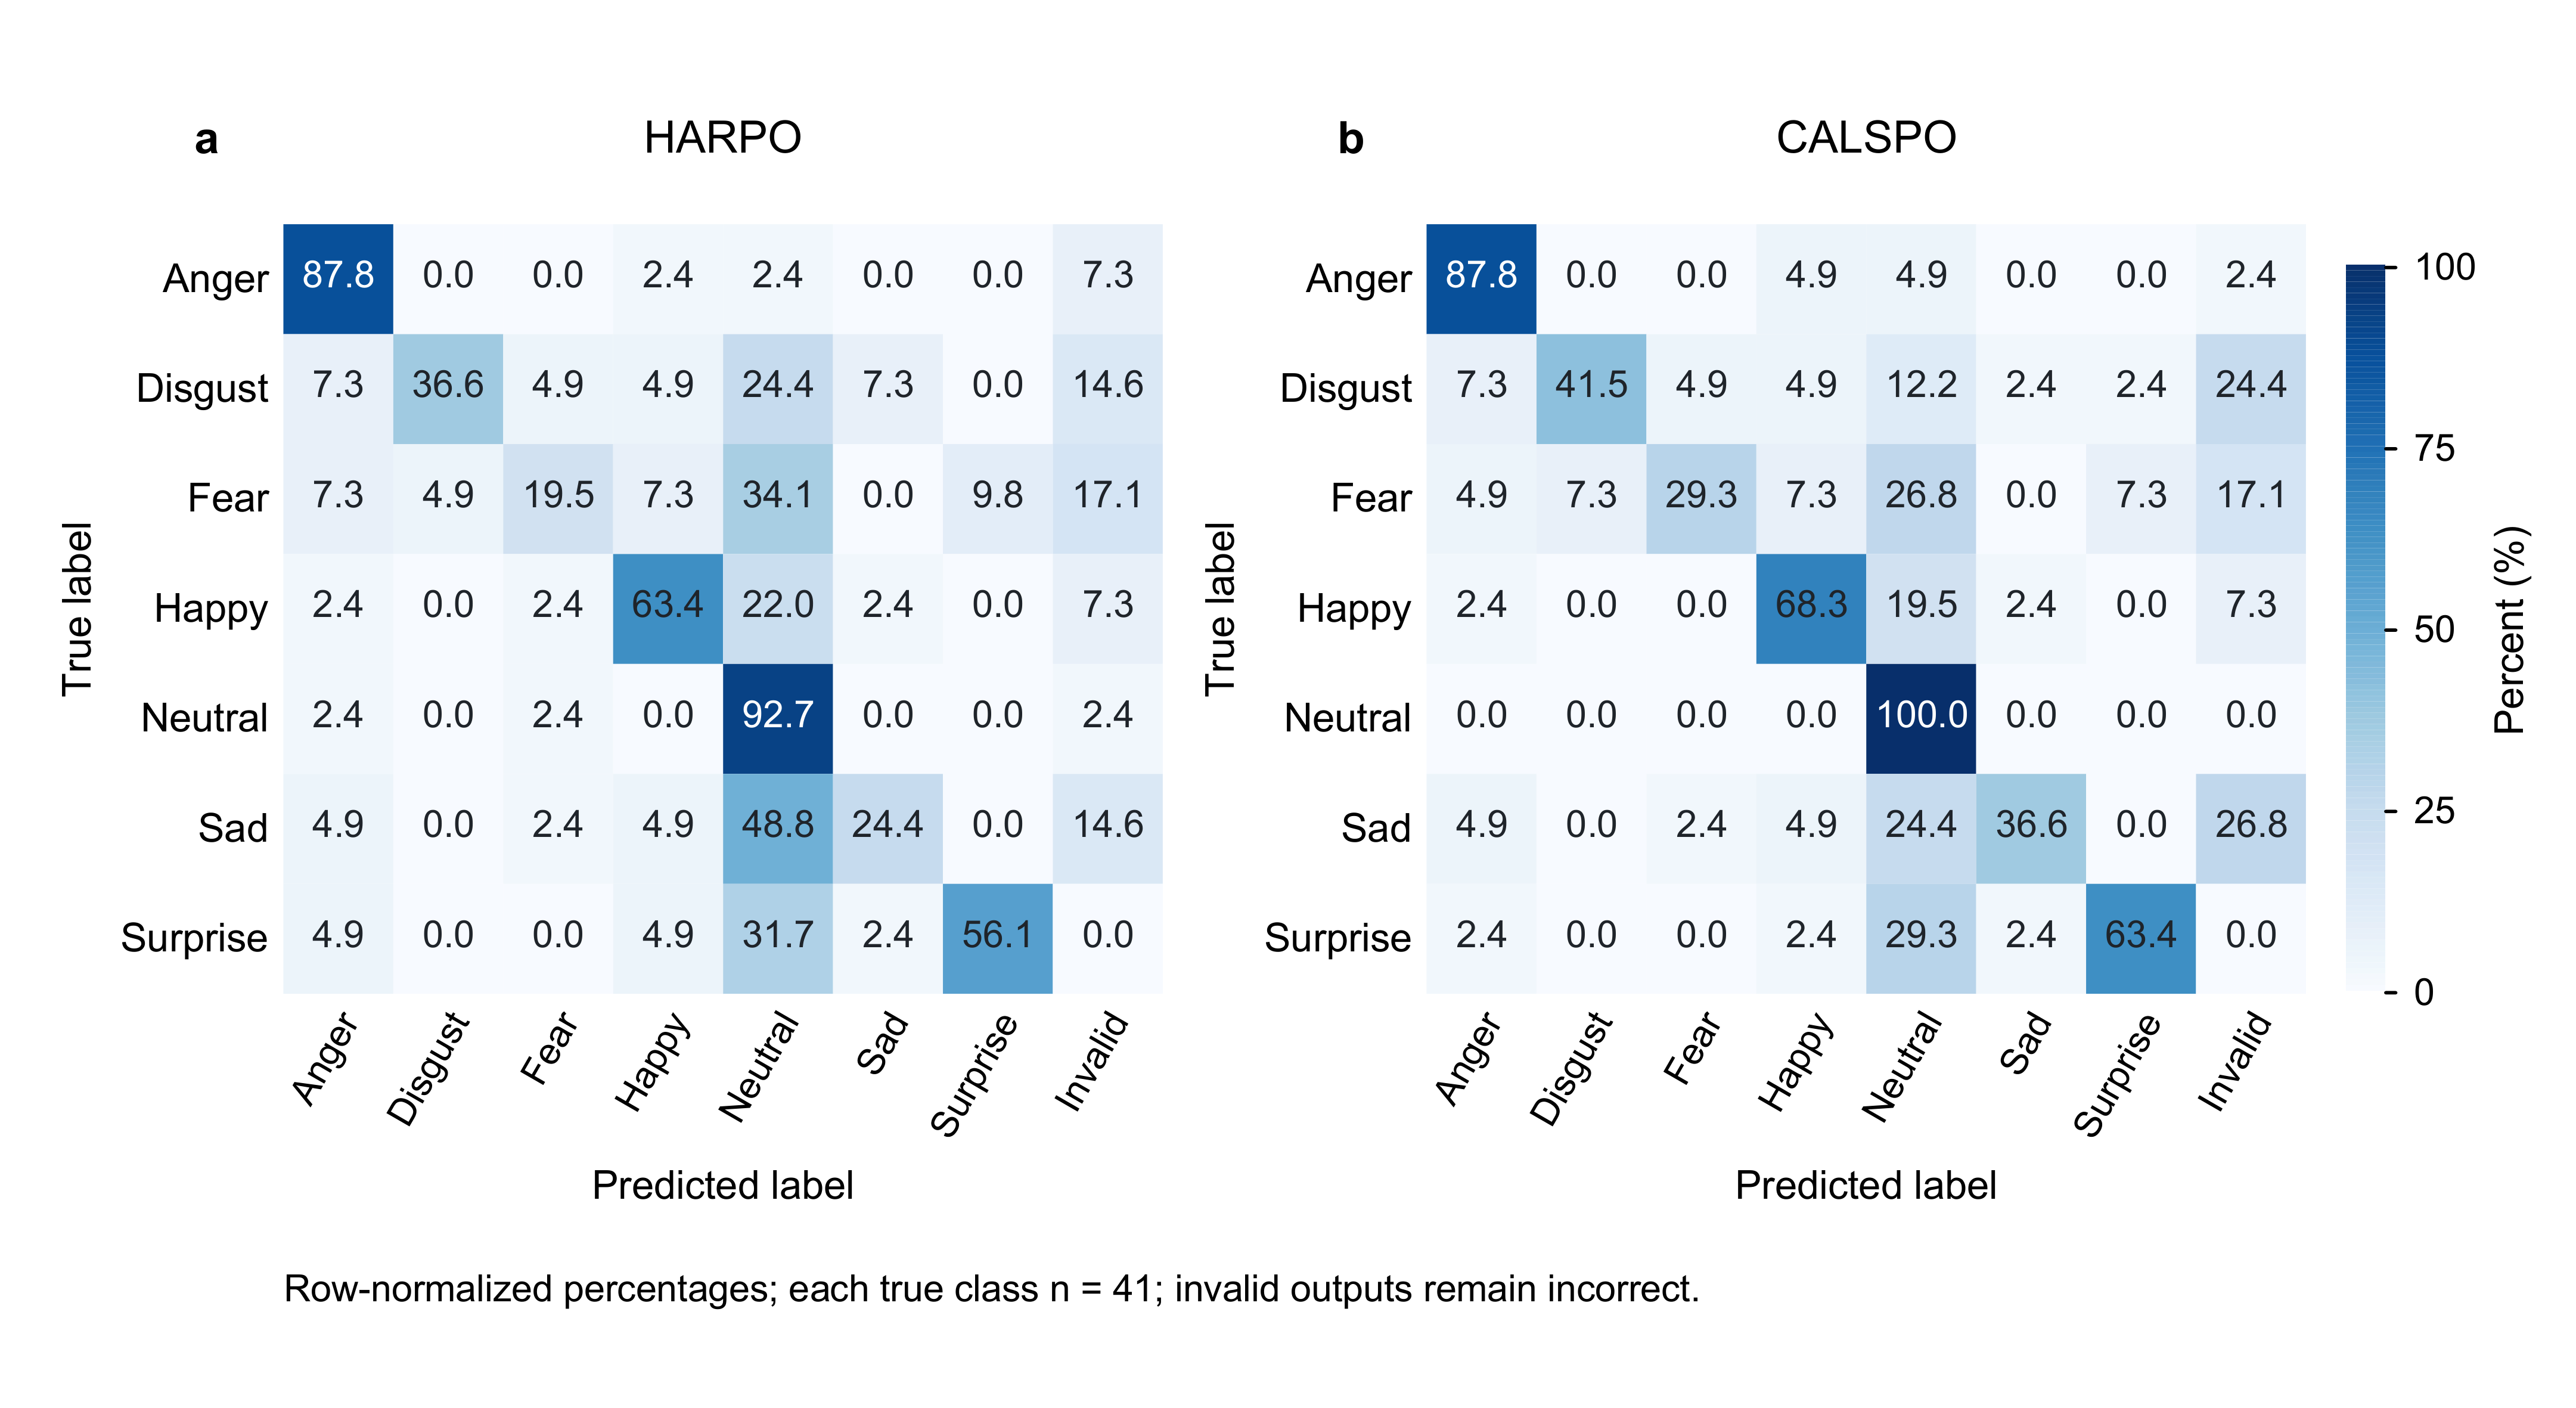 a HARPO
True label
Anger 87.8 0.0 0.0 2.4 2.4 0.0 0.0 7.3
Disgust 7.3 36.6 4.9 4.9 24.4 7.3 0.0 14.6
Fear 7.3 4.9 19.5 7.3 34.1 0.0 9.8 17.1
Happy 2.4 0.0 2.4 63.4 22.0 2.4 0.0 7.3
Neutral 2.4 0.0 2.4 0.0 92.7 0.0 0.0 2.4
Sad 4.9 0.0 2.4 4.9 48.8 24.4 0.0 14.6
Surprise 4.9 0.0 0.0 4.9 31.7 2.4 56.1 0.0
Anger Disgust Fear Happy Neutral Sad Surprise Invalid
Predicted label
b CALSPO
True label
Anger 87.8 0.0 0.0 4.9 4.9 0.0 0.0 2.4
Disgust 7.3 41.5 4.9 4.9 12.2 2.4 2.4 24.4
Fear 4.9 7.3 29.3 7.3 26.8 0.0 7.3 17.1
Happy 2.4 0.0 0.0 68.3 19.5 2.4 0.0 7.3
Neutral 0.0 0.0 0.0 0.0 100.0 0.0 0.0 0.0
Sad 4.9 0.0 2.4 4.9 24.4 36.6 0.0 26.8
Surprise 2.4 0.0 0.0 2.4 29.3 2.4 63.4 0.0
Anger Disgust Fear Happy Neutral Sad Surprise Invalid
Predicted label
100
75
50
25
0
Percent (%)
Row-normalized percentages; each true class n = 41; invalid outputs remain incorrect.